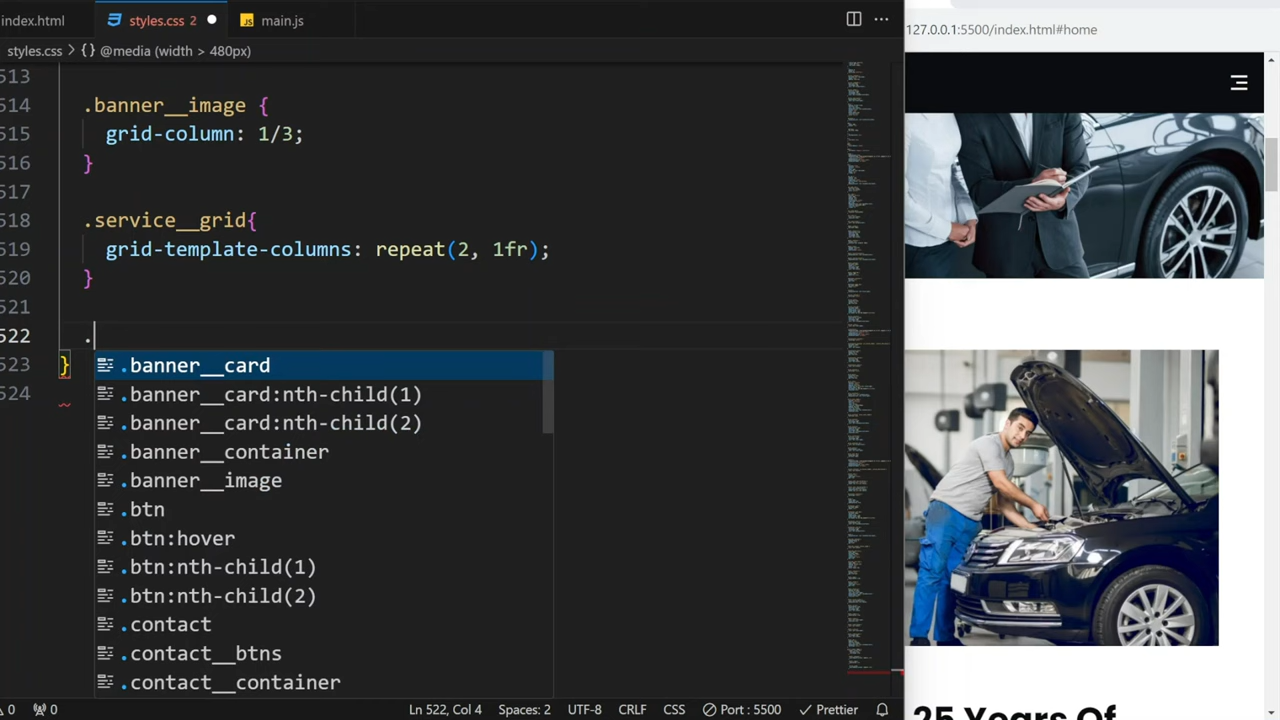 index.html
styles.css 2
JS main.js
styles.css > {} @media (width > 480px)
127.0.0.1:5500/index.html#home
513
514 .banner__image {
515 grid-column: 1/3;
516 }
517
518 .service__grid{
519 grid-template-columns: repeat(2, 1fr);
520 }
521
522 .
523 }
524
.banner__card
.banner__card:nth-child(1)
.banner__card:nth-child(2)
.banner__container
.banner__image
.btn
.btn:hover
.btn:nth-child(1)
.btn:nth-child(2)
.contact
.contact__btns
.contact__container
25 Years Of
0 0 Ln 522, Col 4 Spaces: 2 UTF-8 CRLF CSS Port : 5500 Prettier